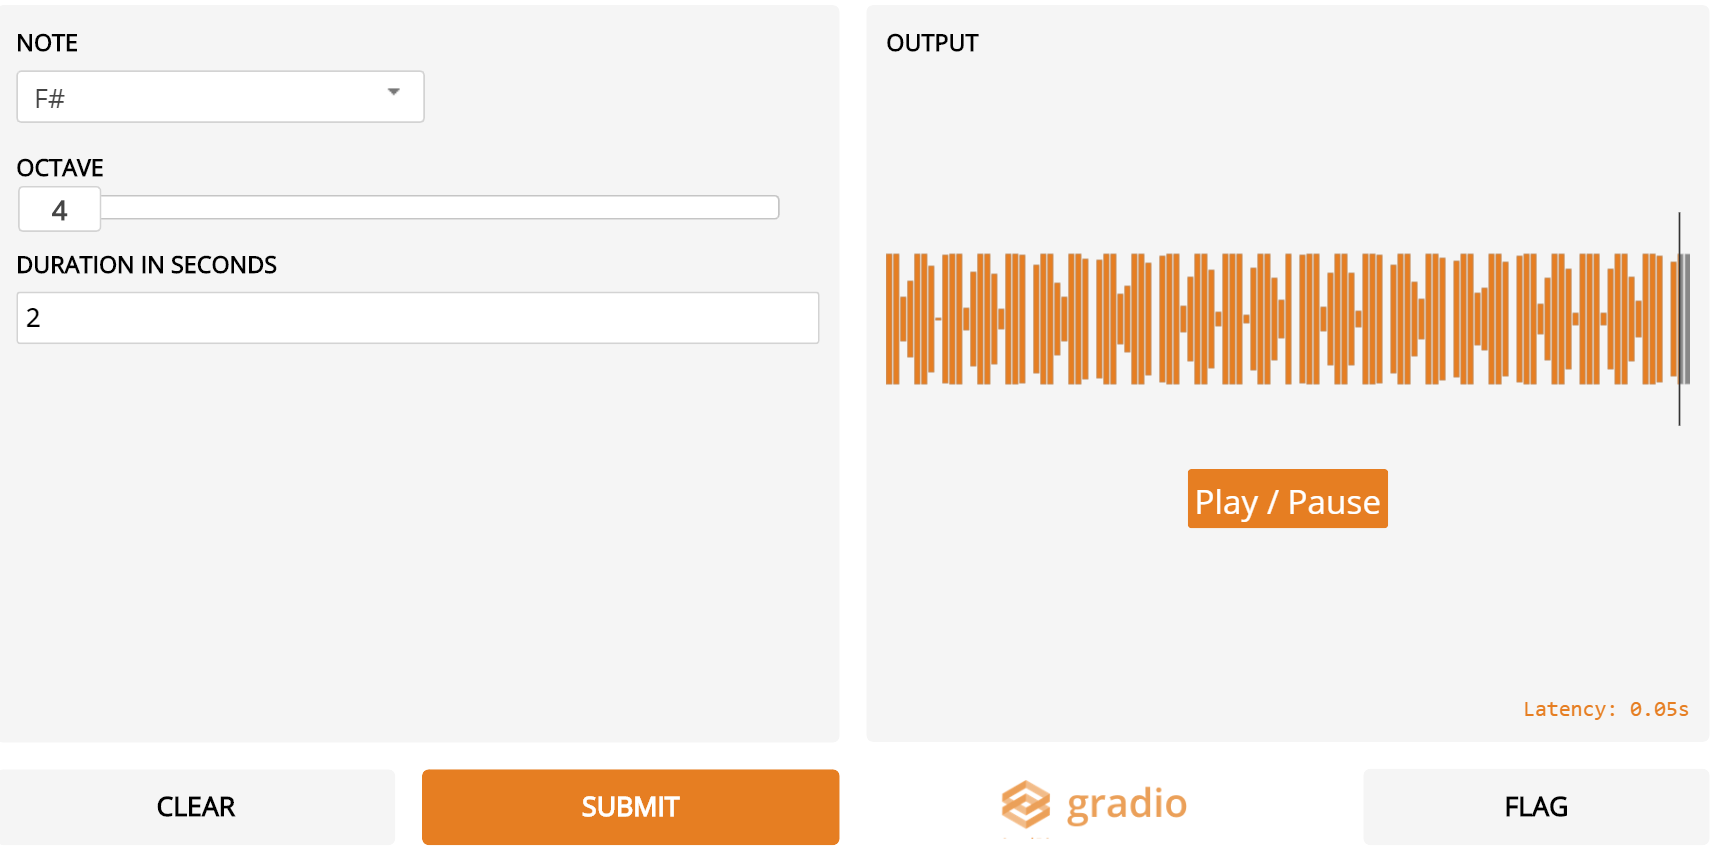 NOTE
F#
OCTAVE
4
DURATION IN SECONDS
2
OUTPUT
Play / Pause
Latency: 0.05s
CLEAR
SUBMIT
gradio
FLAG